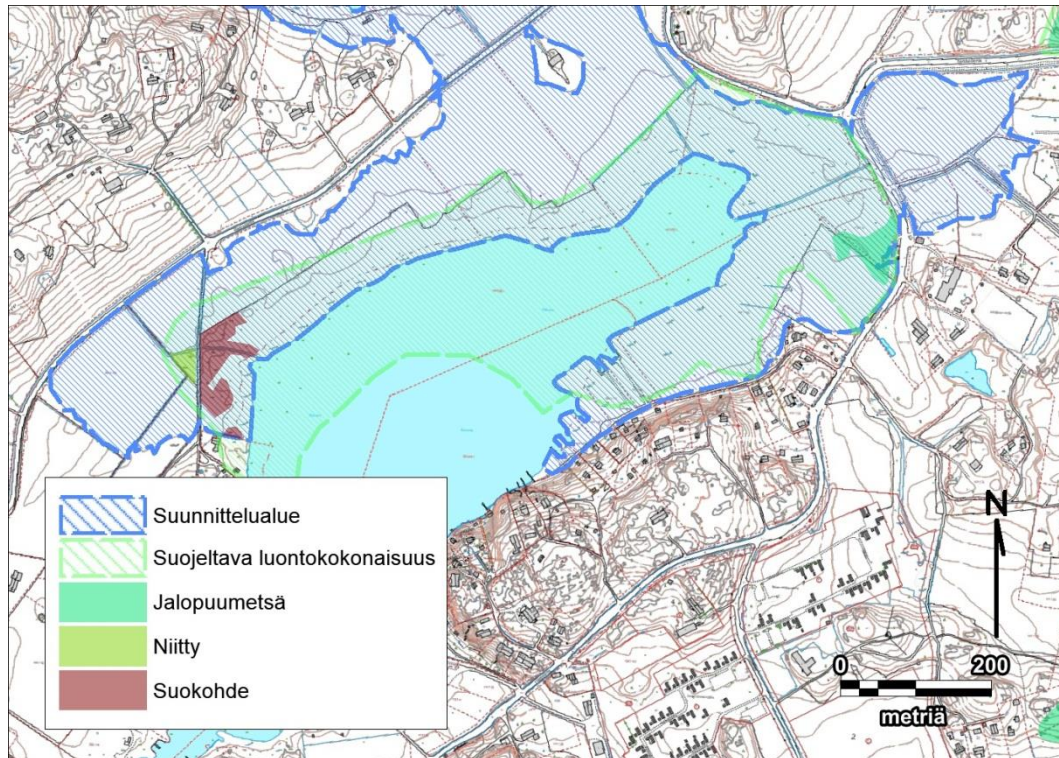 Suunnittelualue
Suojeltava luontokokonaisuus
Jalopuumetsä
Niitty
Suokohde
N
0 200
metriä